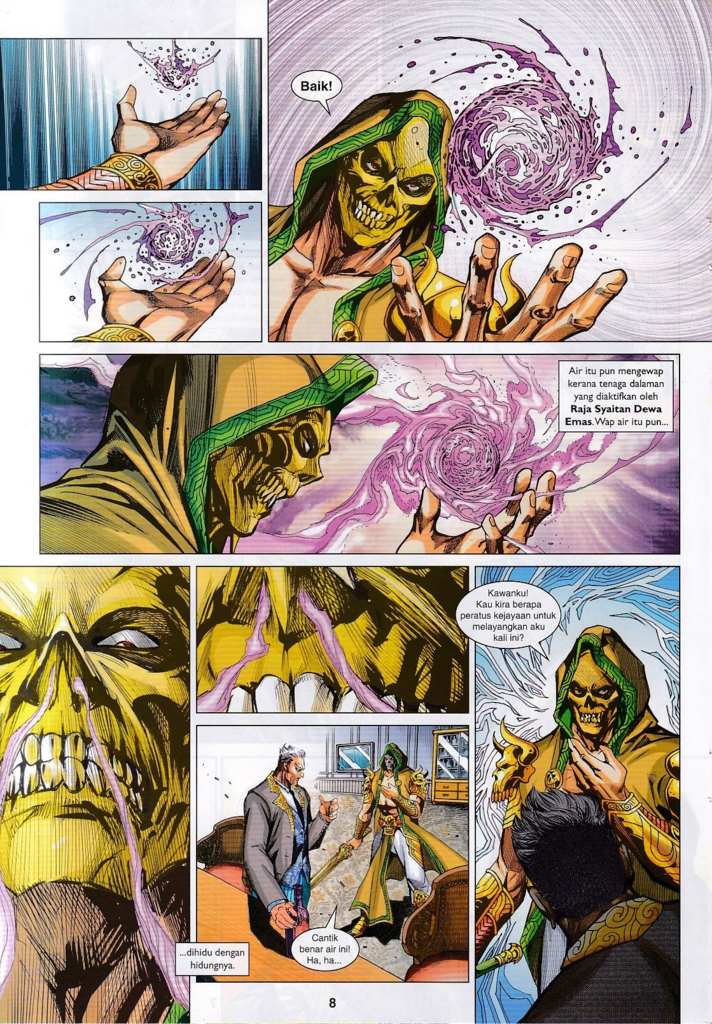 Baik!
Air itu pun mengewap
kerana tenaga dalaman
yang diaktifkan oleh
Raja Syaitan Dewa
Emas.Wap air itu pun...
...dihidu dengan
hidungnya.
Cantik
benar air ini!
Ha, ha...
Kawanku!
Kau kira berapa
peratus kejayaan untuk
melayangkan aku
kali ini?
8